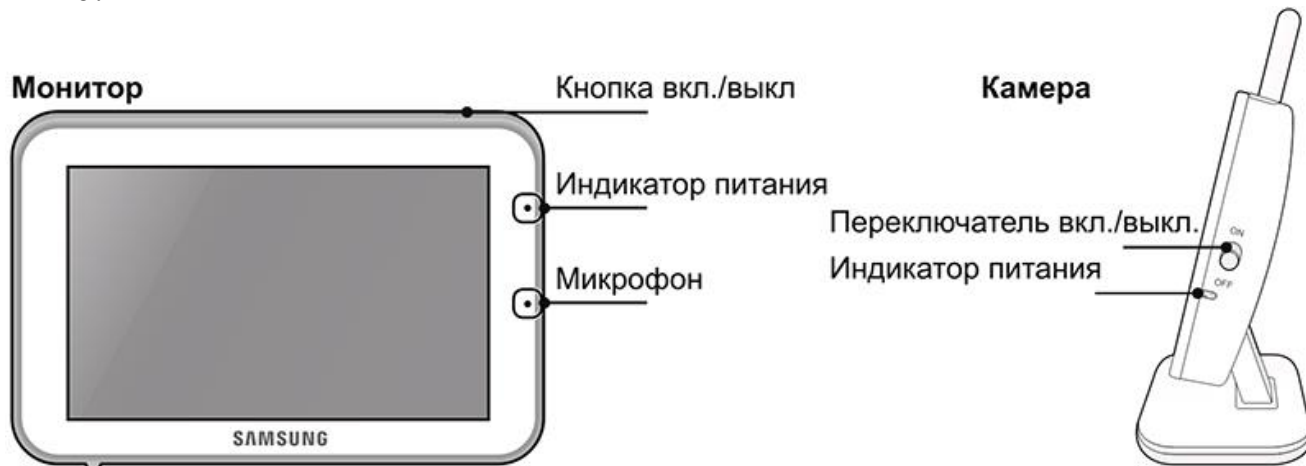 Монитор
Кнопка вкл./выкл
Камера
Индикатор питания
Переключатель вкл./выкл.
Индикатор питания
Микрофон
ON
OFF
SAMSUNG